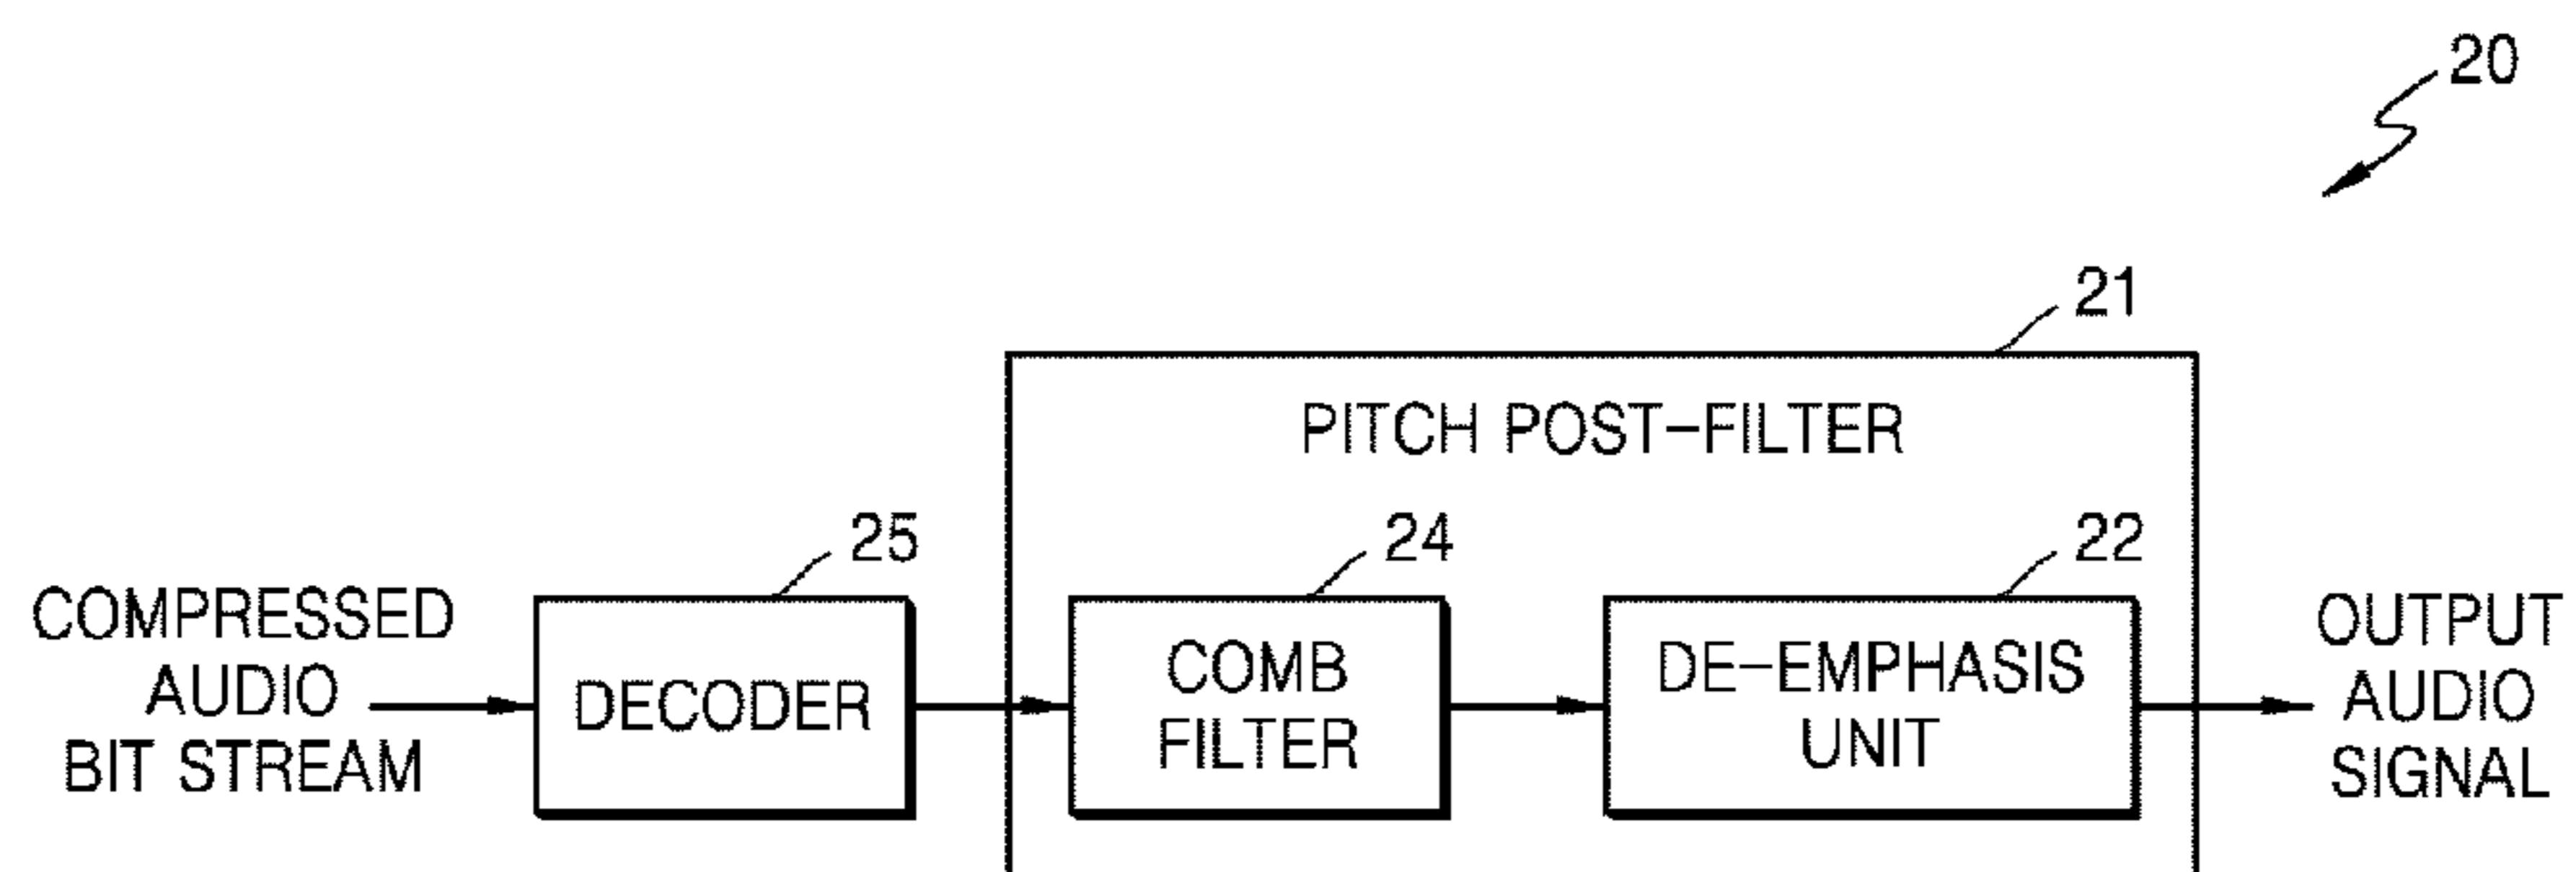 20
21
PITCH POST-FILTER
25
24
22
COMPRESSED
AUDIO
BIT STREAM
DECODER
COMB
FILTER
DE-EMPHASIS
UNIT
OUTPUT
AUDIO
SIGNAL